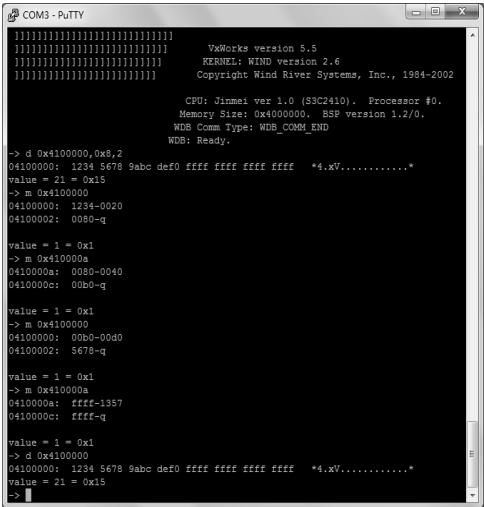 COM3 - PuTTY
]]]]]]]]]]]]]]]]]]]]]]]]]]]]
]]]]]]]]]]]]]]]]]]]]]]]]]]] VxWorks version 5.5
]]]]]]]]]]]]]]]]]]]]]]]]]] KERNEL: WIND version 2.6
]]]]]]]]]]]]]]]]]]]]]]]]] Copyright Wind River Systems, Inc., 1984-2002
CPU: Jinmei ver 1.0 (S3C2410). Processor #0.
Memory Size: 0x4000000. BSP version 1.2/0.
WDB Comm Type: WDB_COMM_END
WDB: Ready.
-> d 0x4100000,0x8,2
04100000: 1234 5678 9abc def0 ffff ffff ffff ffff *4.xV............*
value = 21 = 0x15
-> m 0x4100000
04100000: 1234-0020
04100002: 0080-q
value = 1 = 0x1
-> m 0x410000a
0410000a: 0080-0040
0410000c: 00b0-q
value = 1 = 0x1
-> m 0x4100000
04100000: 00b0-00d0
04100002: 5678-q
value = 1 = 0x1
-> m 0x410000a
0410000a: ffff-1357
0410000c: ffff-q
value = 1 = 0x1
-> d 0x4100000
04100000: 1234 5678 9abc def0 ffff ffff ffff ffff *4.xV............*
value = 21 = 0x15
->